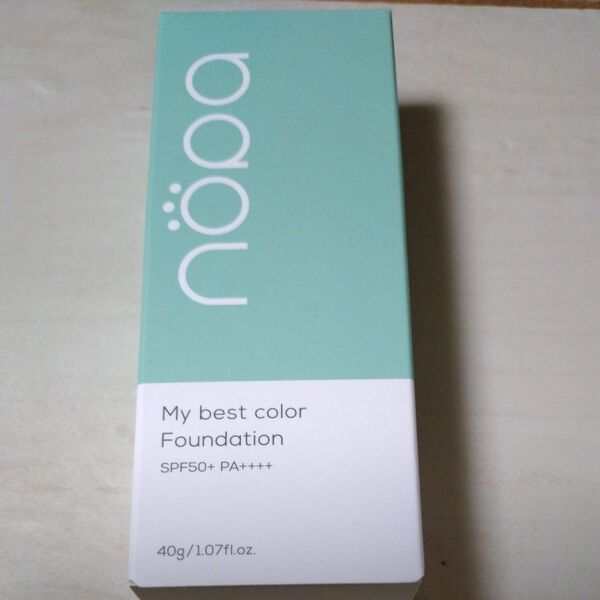 nöpa
My best color
Foundation
SPF50+ PA++++
40g/1.07fl.oz.